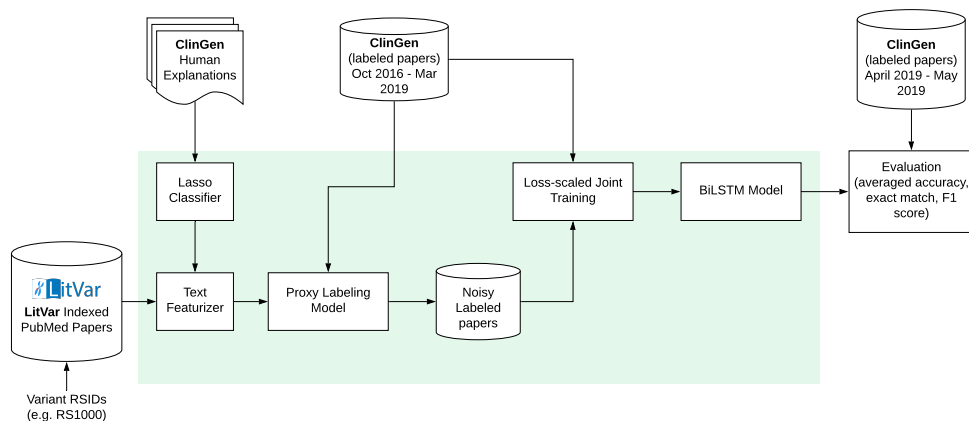 ClinGen
Human
Explanations
ClinGen
(labeled papers)
Oct 2016 - Mar
2019
ClinGen
(labeled papers)
April 2019 - May
2019
Lasso
Classifier
Loss-scaled Joint
Training
BiLSTM Model
Evaluation
(averaged accuracy,
exact match, F1
score)
LitVar
LitVar Indexed
PubMed Papers
Text
Featurizer
Proxy Labeling
Model
Noisy
Labeled
papers
Variant RSIDs
(e.g. RS1000)